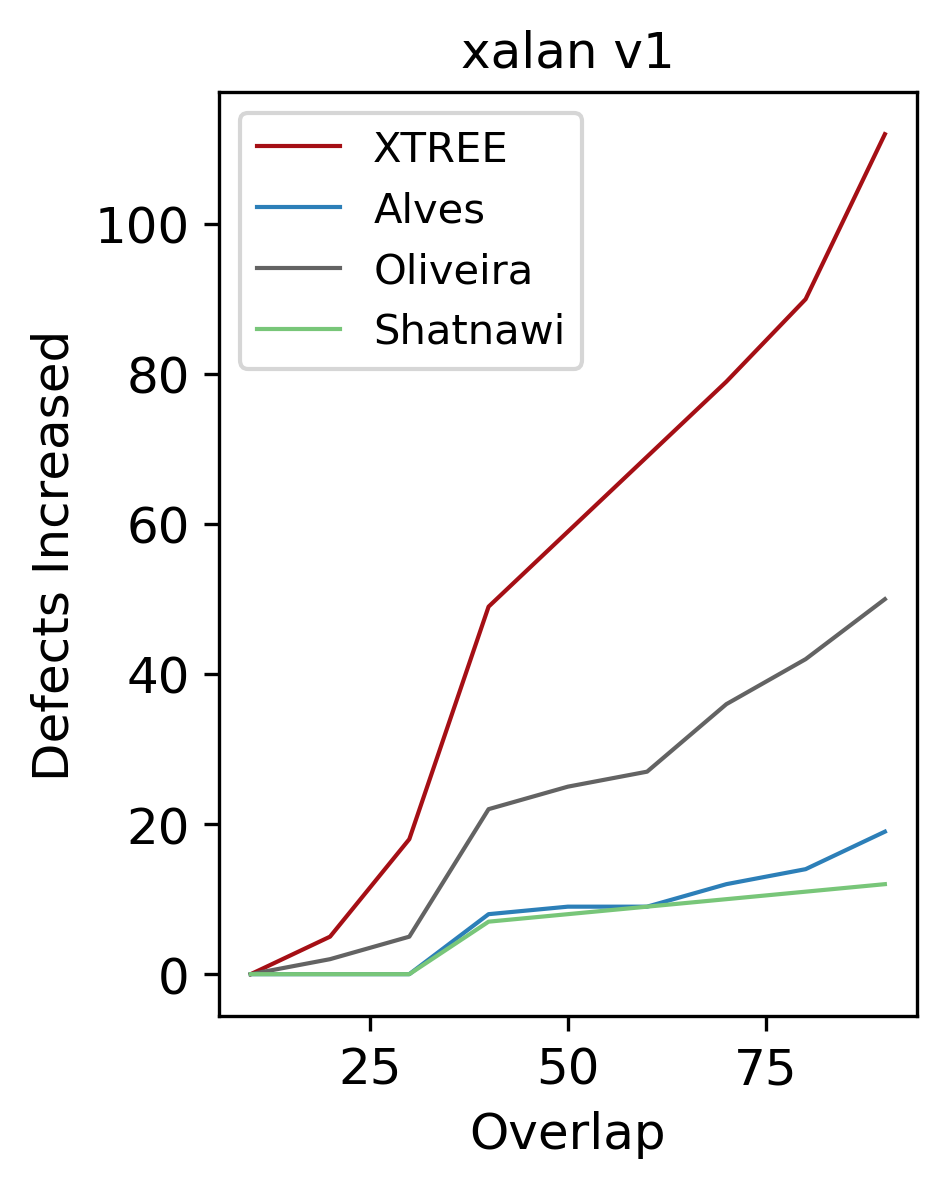 xalan v1
XTREE
Alves
Oliveira
Shatnawi
Defects Increased
100
80
60
40
20
0
25 50 75
Overlap